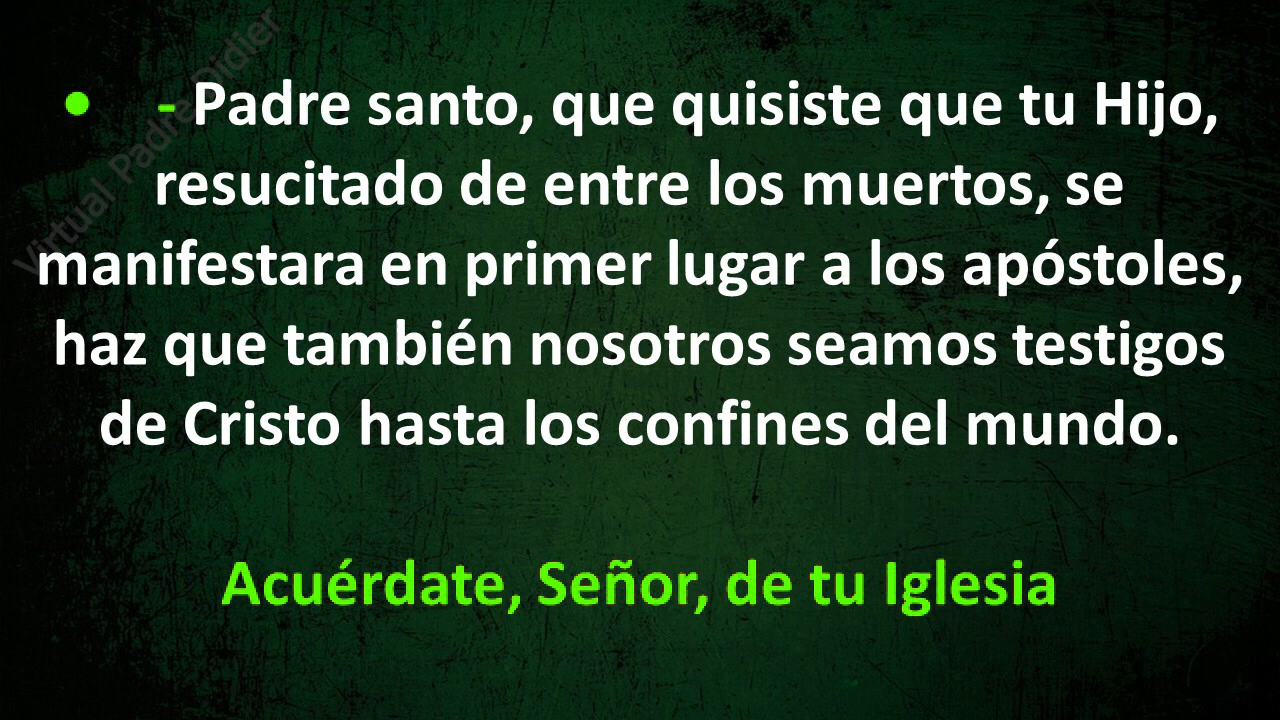 Virtual Padre Didier
• - Padre santo, que quisiste que tu Hijo,
resucitado de entre los muertos, se
manifestara en primer lugar a los apóstoles,
haz que también nosotros seamos testigos
de Cristo hasta los confines del mundo.
Acuérdate, Señor, de tu Iglesia